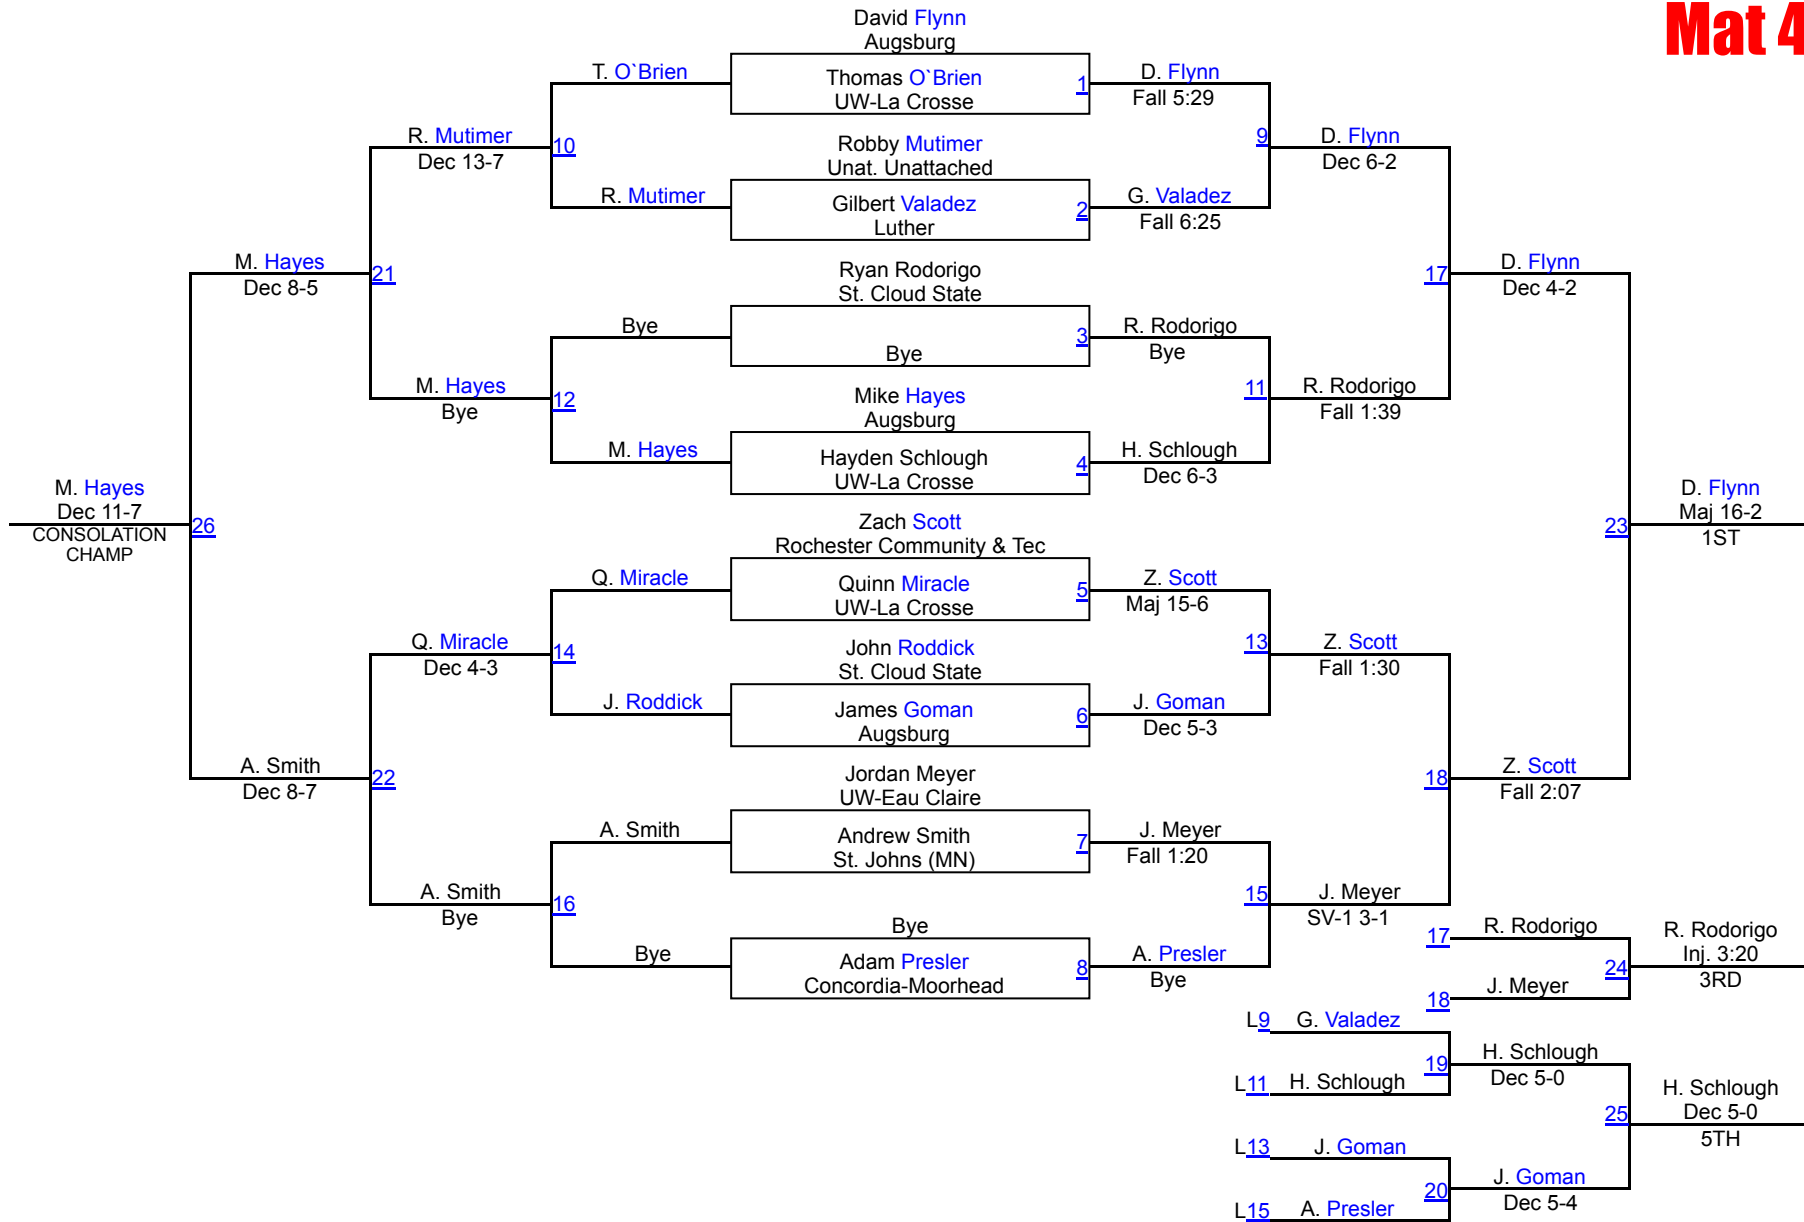 Mat 4
David Flynn
Augsburg
T. O`Brien
Thomas O`Brien
UW-La Crosse
1
D. Flynn
Fall 5:29
R. Mutimer
Dec 13-7
10
Robby Mutimer
Unat. Unattached
9
D. Flynn
Dec 6-2
R. Mutimer
Gilbert Valadez
Luther
2
G. Valadez
Fall 6:25
M. Hayes
Dec 8-5
21
Ryan Rodorigo
St. Cloud State
17
D. Flynn
Dec 4-2
Bye
Bye
3
R. Rodorigo
Bye
M. Hayes
Bye
12
Mike Hayes
Augsburg
11
R. Rodorigo
Fall 1:39
M. Hayes
Hayden Schlough
UW-La Crosse
4
H. Schlough
Dec 6-3
M. Hayes
Dec 11-7
CONSOLATION
CHAMP
26
Zach Scott
Rochester Community & Tec
23
D. Flynn
Maj 16-2
1ST
Q. Miracle
Quinn Miracle
UW-La Crosse
5
Z. Scott
Maj 15-6
Q. Miracle
Dec 4-3
14
John Roddick
St. Cloud State
13
Z. Scott
Fall 1:30
J. Roddick
James Goman
Augsburg
6
J. Goman
Dec 5-3
A. Smith
Dec 8-7
22
Jordan Meyer
UW-Eau Claire
18
Z. Scott
Fall 2:07
A. Smith
Andrew Smith
St. Johns (MN)
7
J. Meyer
Fall 1:20
A. Smith
Bye
16
Bye
15
J. Meyer
SV-1 3-1
Bye
Adam Presler
Concordia-Moorhead
8
A. Presler
Bye
17
R. Rodorigo
18
J. Meyer
24
R. Rodorigo
Inj. 3:20
3RD
L9 G. Valadez
L11 H. Schlough
19
H. Schlough
Dec 5-0
25
H. Schlough
Dec 5-0
5TH
L13 J. Goman
L15 A. Presler
20
J. Goman
Dec 5-4